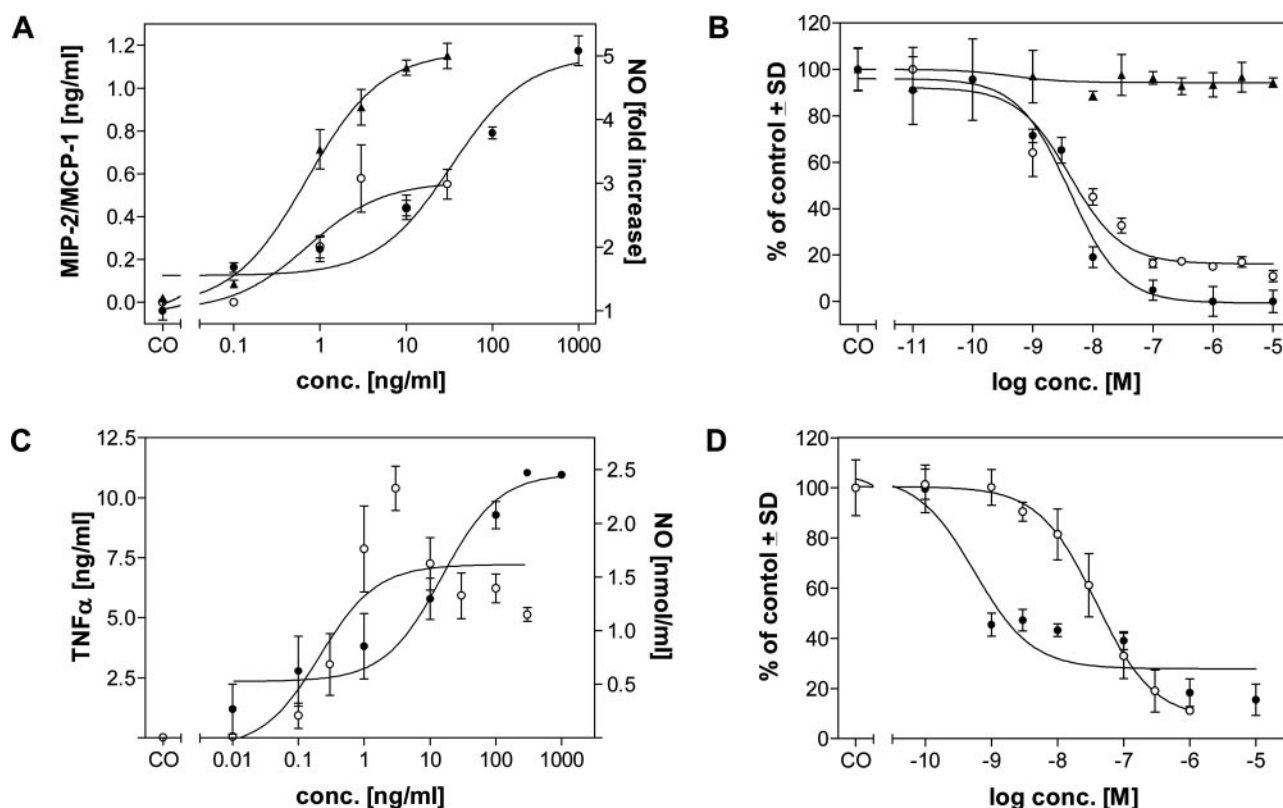 A
MIP-2/MCP-1 [ng/ml]
1.2
1.0
0.8
0.6
0.4
0.2
0.0
NO [fold increase]
5
4
3
2
1
CO 0.1 1 10 100 1000
conc. [ng/ml]
B
% of control ± SD
120
100
80
60
40
20
0
CO -11 -10 -9 -8 -7 -6 -5
log conc. [M]
C
TNFα [ng/ml]
12.5
10.0
7.5
5.0
2.5
NO [nmol/ml]
2.5
2.0
1.5
1.0
0.5
CO 0.01 0.1 1 10 100 1000
conc. [ng/ml]
D
% of contol ± SD
120
100
80
60
40
20
0
CO -10 -9 -8 -7 -6 -5
log conc. [M]